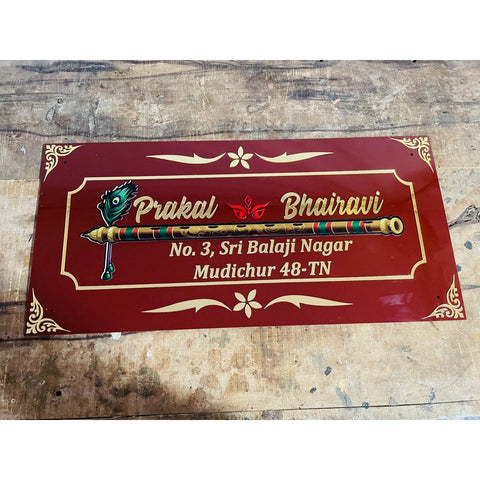 Prakal Bhairavi
No. 3, Sri Balaji Nagar
Mudichur 48-TN